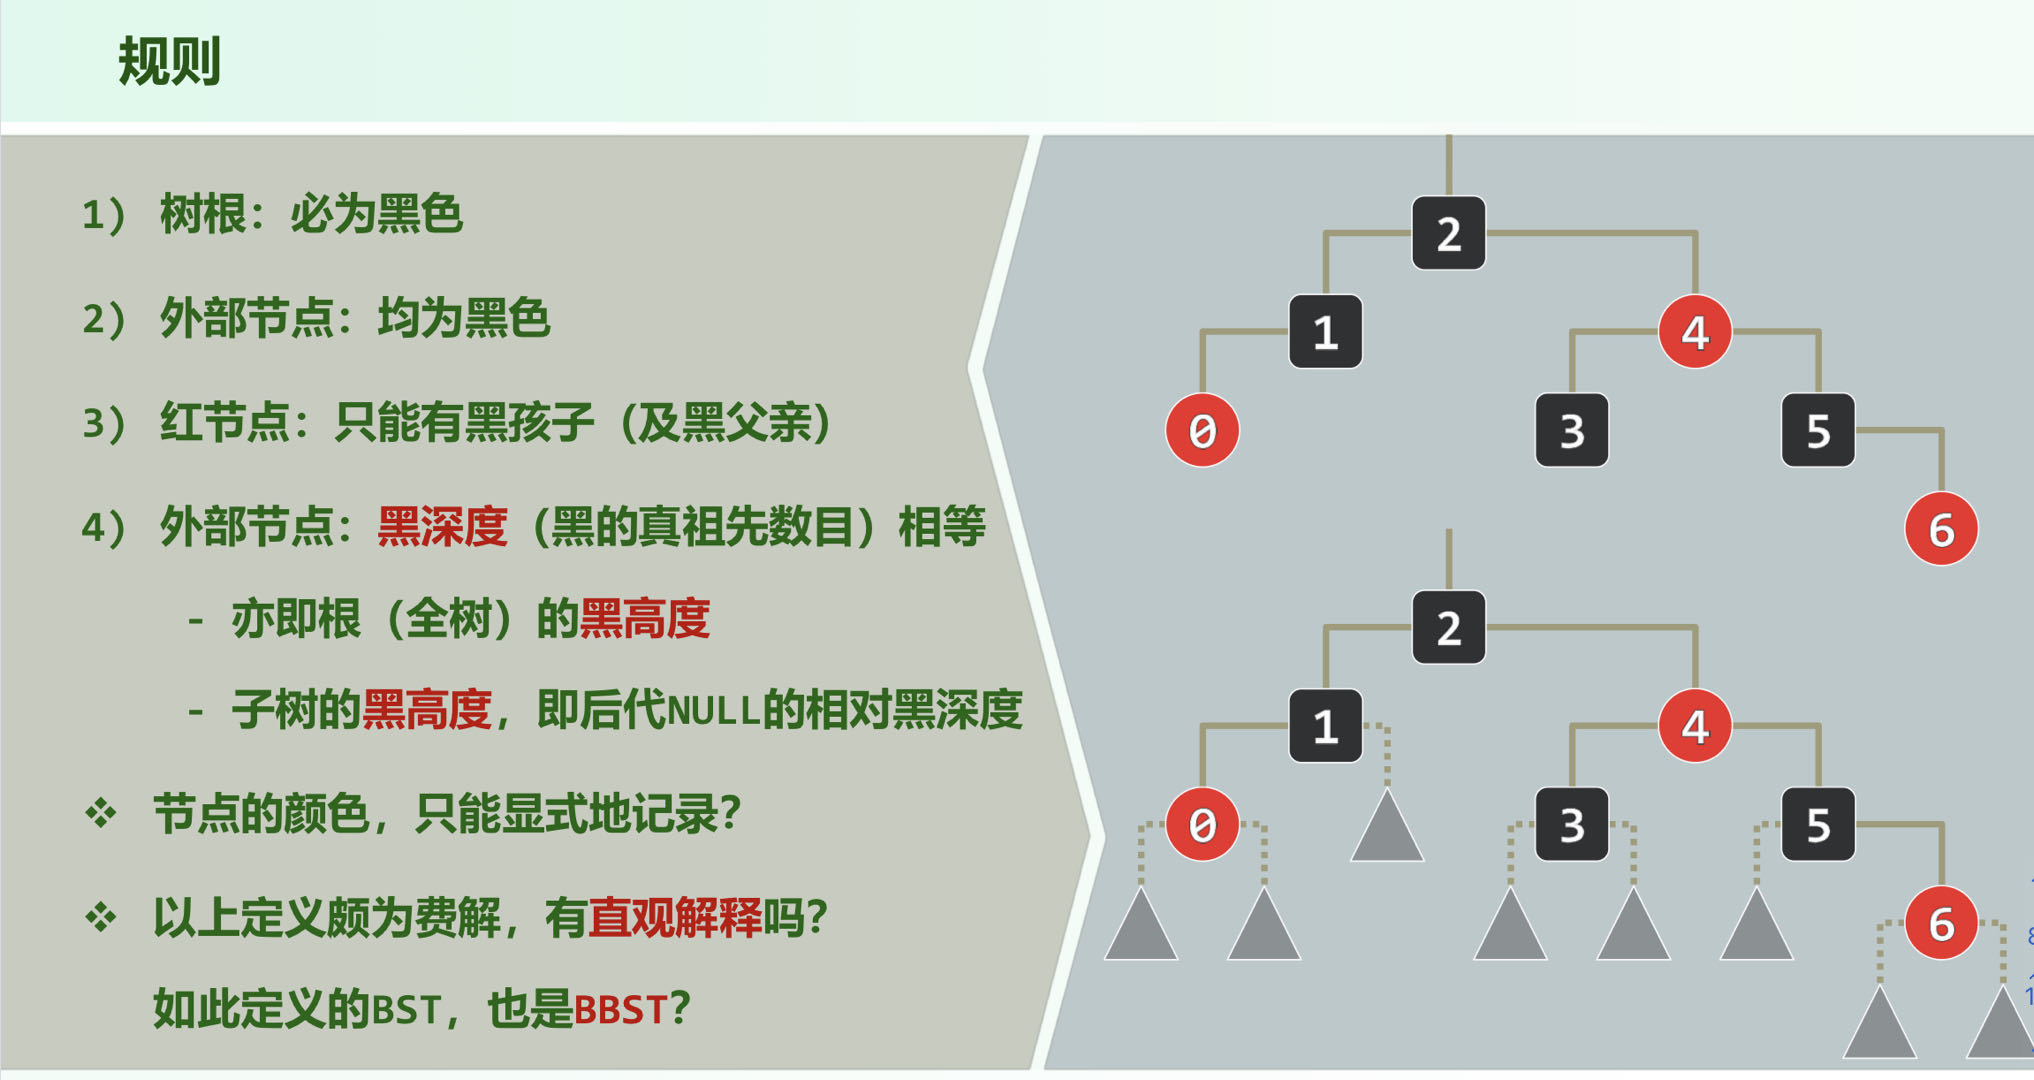 规则
1） 树根：必为黑色
2） 外部节点：均为黑色
3） 红节点：只能有黑孩子（及黑父亲）
4） 外部节点：黑深度（黑的真祖先数目）相等
- 亦即根（全树）的黑高度
- 子树的黑高度，即后代NULL的相对黑深度
❖ 节点的颜色，只能显式地记录？
❖ 以上定义颇为费解，有直观解释吗？
如此定义的BST，也是BBST？
2
1
4
0
3
5
6
2
1
4
0
3
5
6